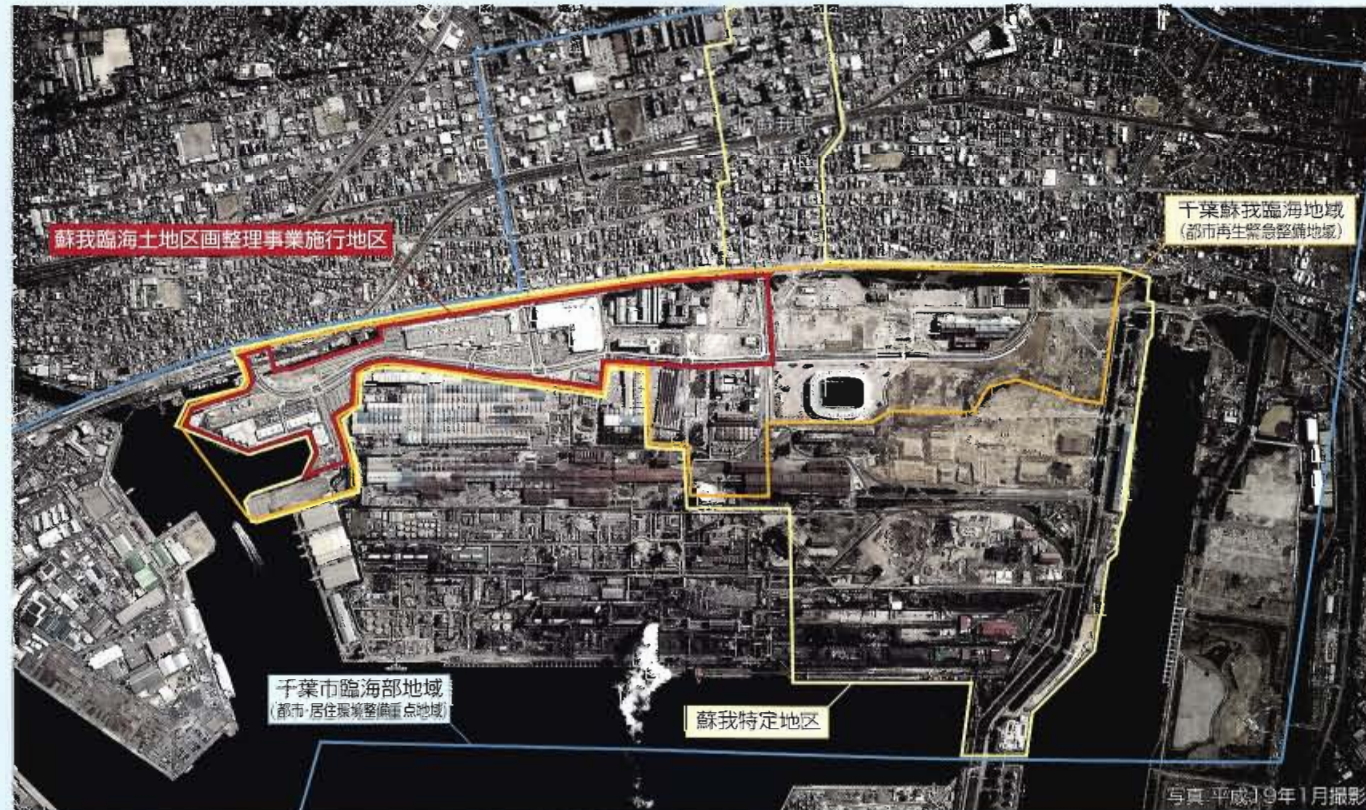 蘇我臨海土地区画整理事業施行地区
千葉蘇我臨海地域
(都市再生緊急整備地域)
千葉市臨海部地域
(都市・居住環境整備重点地域)
蘇我特定地区
写真 平成19年1月撮影